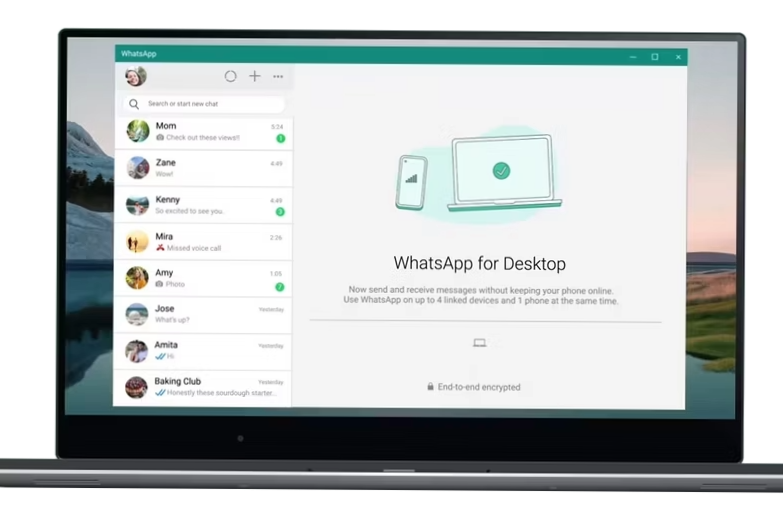 WhatsApp
Search or start new chat
Mom
5:24
Check out these views!!
1
Zane
4:49
Wow!
Kenny
4:49
So excited to see you.
3
Mira
2:26
Missed voice call
Amy
1:05
Photo
2
Jose
Yesterday
What's up?
Amita
Yesterday
Hi
Baking Club
Yesterday
Honestly these sourdough starter...
WhatsApp for Desktop
Now send and receive messages without keeping your phone online.
Use WhatsApp on up to 4 linked devices and 1 phone at the same time.
End-to-end encrypted